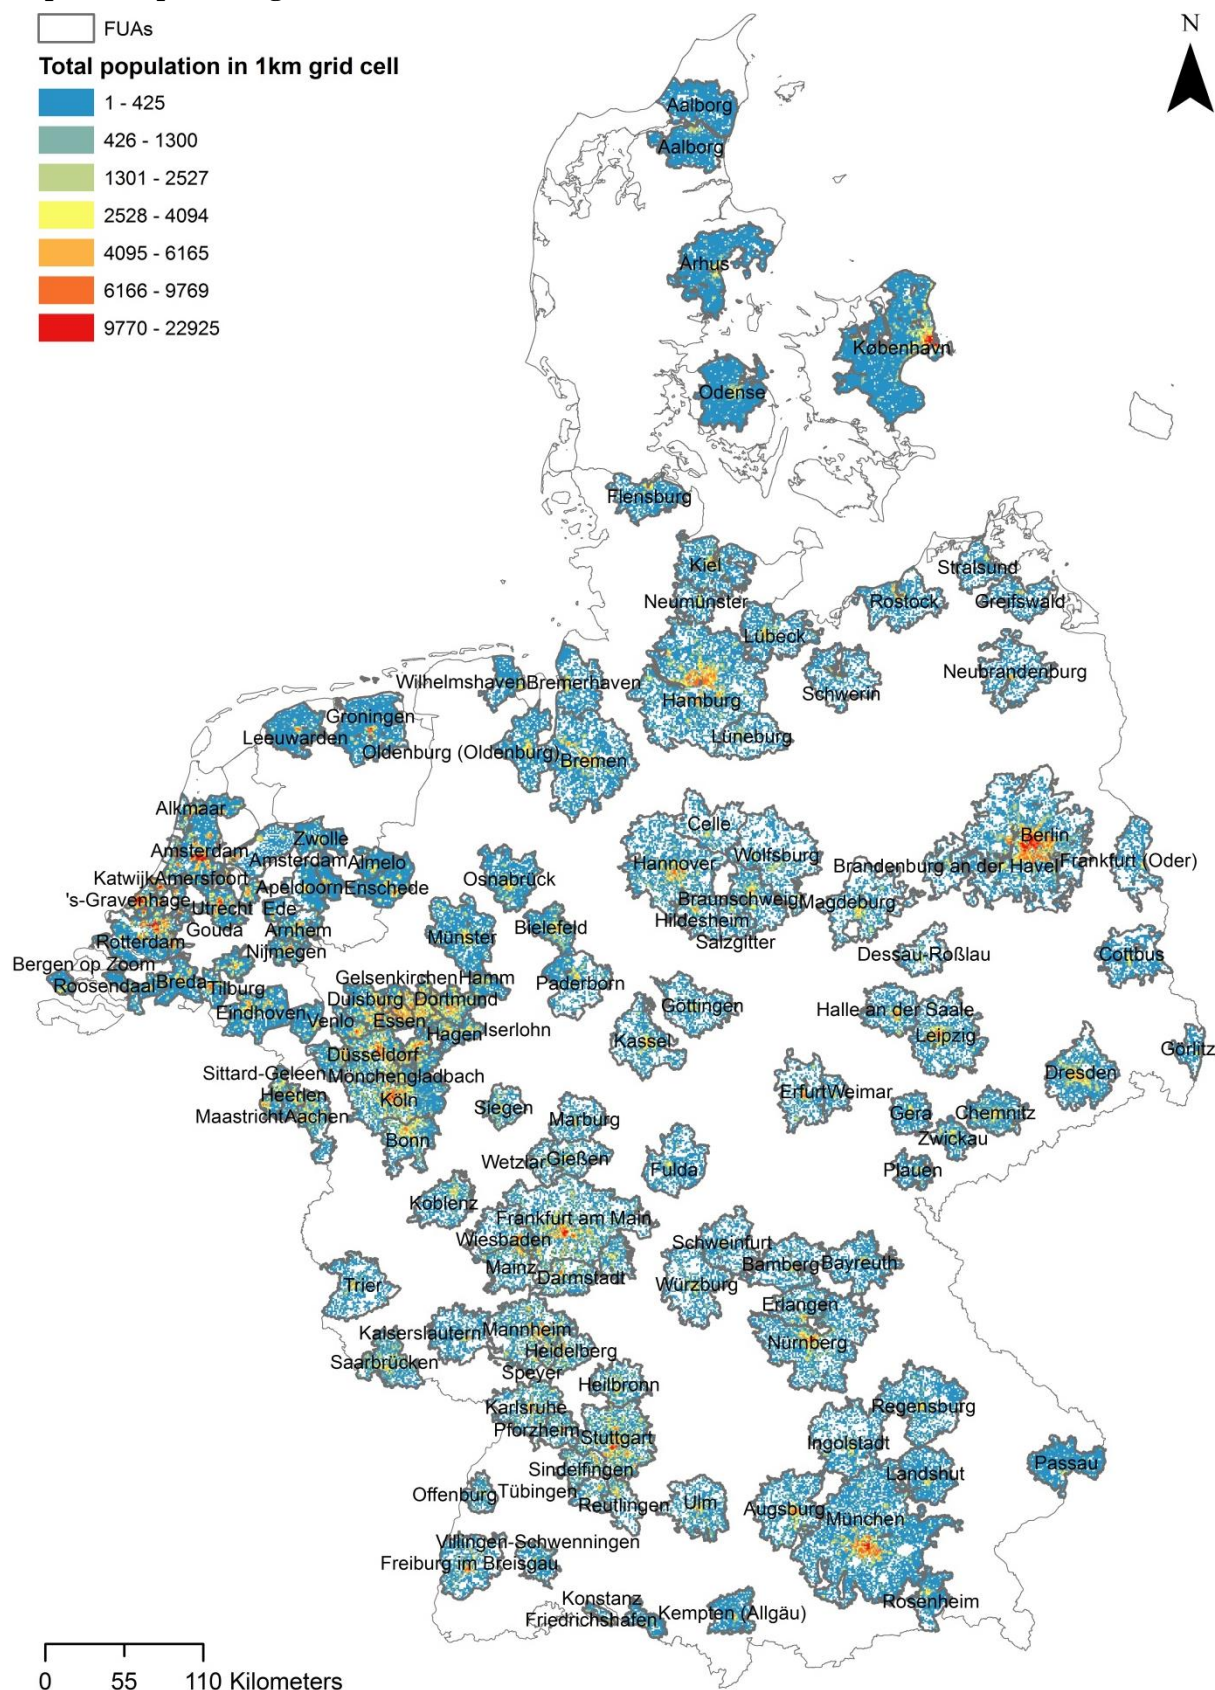 FUAs
N
Total population in 1km grid cell
1 - 425
426 - 1300
1301 - 2527
2528 - 4094
4095 - 6165
6166 - 9769
9770 - 22925
Aalborg
Aalborg
Århus
København
Odense
Flensburg
Kiel
Stralsund
Neumünster
Rostock
Greifswald
Lübeck
Neubrandenburg
Wilhelmshaven
Bremerhaven
Schwerin
Hamburg
Groningen
Leeuwarden
Lüneburg
Oldenburg (Oldenburg)
Bremen
Alkmaar
Celle
Berlin
Zwolle
Amsterdam
Amsterdam
Almelo
Hannover
Wolfsburg
Brandenburg an der Havel
Frankfurt (Oder)
Katwijk
Amersfoort
Apeldoorn
Enschede
Osnabrück
's-Gravenhage
Utrecht
Ede
Braunschweig
Magdeburg
Gouda
Arnhem
Hildesheim
Bielefeld
Rotterdam
Nijmegen
Münster
Salzgitter
Dessau-Roßlau
Cottbus
Bergen op Zoom
Roosendaal
Breda
Tilburg
Gelsenkirchen
Hamm
Paderborn
Duisburg
Dortmund
Göttingen
Eindhoven
Venlo
Essen
Halle an der Saale
Hagen
Iserlohn
Kassel
Leipzig
Görlitz
Düsseldorf
Sittard-Geleen
Mönchengladbach
Dresden
Heerlen
Köln
Erfurt
Weimar
Maastricht
Aachen
Siegen
Marburg
Gera
Chemnitz
Bonn
Zwickau
Wetzlar
Gießen
Fulda
Plauen
Koblenz
Frankfurt am Main
Wiesbaden
Schweinfurt
Mainz
Darmstadt
Bamberg
Bayreuth
Trier
Würzburg
Erlangen
Kaiserslautern
Mannheim
Nürnberg
Heidelberg
Saarbrücken
Speyer
Heilbronn
Karlsruhe
Regensburg
Pforzheim
Stuttgart
Ingolstadt
Passau
Sindelfingen
Landshut
Offenburg
Tübingen
Reutlingen
Ulm
Augsburg
München
Villingen-Schwenningen
Freiburg im Breisgau
Konstanz
Rosenheim
Friedrichshafen
Kempten (Allgäu)
0 55 110 Kilometers